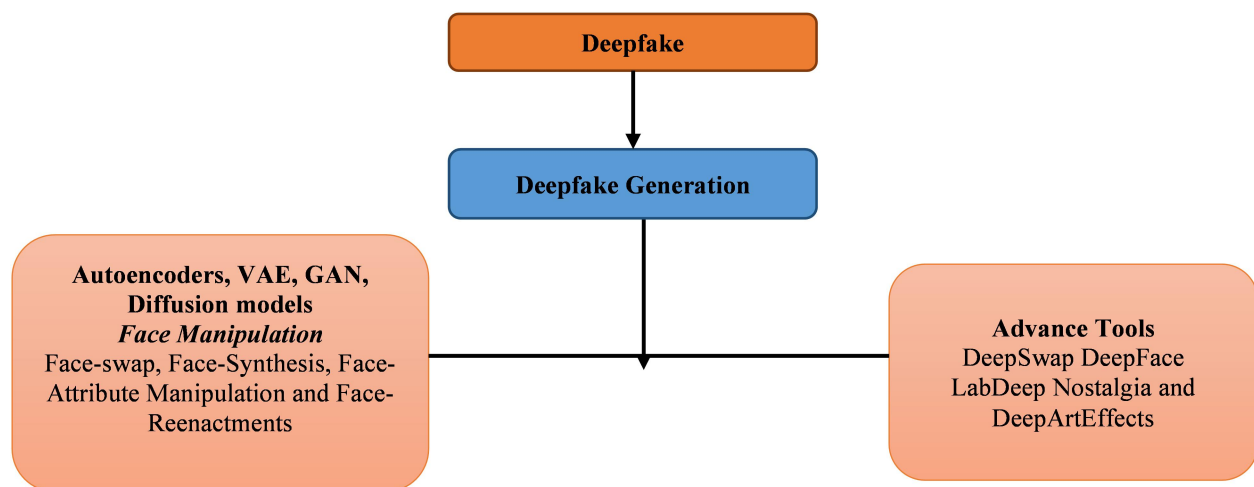 Deepfake
Deepfake Generation
Autoencoders, VAE, GAN,
Diffusion models
Face Manipulation
Face-swap, Face-Synthesis, Face-
Attribute Manipulation and Face-
Reenactments
Advance Tools
DeepSwap DeepFace
LabDeep Nostalgia and
DeepArtEffects